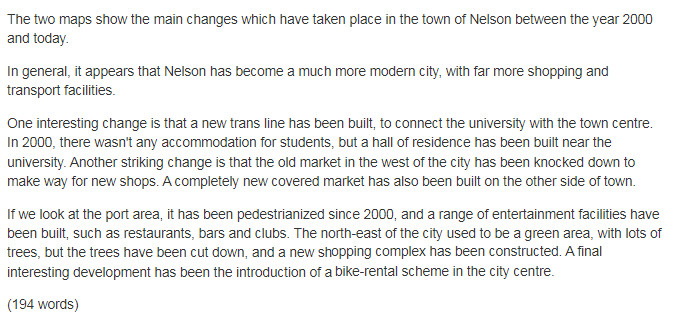 The two maps show the main changes which have taken place in the town of Nelson between the year 2000
and today.
In general, it appears that Nelson has become a much more modern city, with far more shopping and
transport facilities.
One interesting change is that a new trans line has been built, to connect the university with the town centre.
In 2000, there wasn't any accommodation for students, but a hall of residence has been built near the
university. Another striking change is that the old market in the west of the city has been knocked down to
make way for new shops. A completely new covered market has also been built on the other side of town.
If we look at the port area, it has been pedestrianized since 2000, and a range of entertainment facilities have
been built, such as restaurants, bars and clubs. The north-east of the city used to be a green area, with lots of
trees, but the trees have been cut down, and a new shopping complex has been constructed. A final
interesting development has been the introduction of a bike-rental scheme in the city centre.
(194 words)